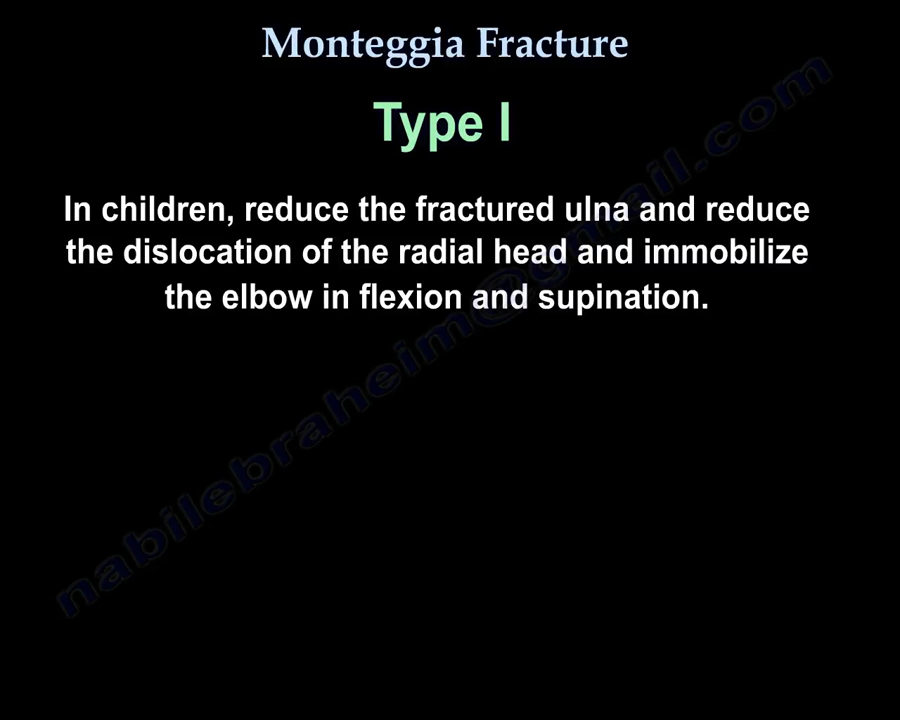 Monteggia Fracture
Type I
In children, reduce the fractured ulna and reduce
the dislocation of the radial head and immobilize
the elbow in flexion and supination.
nabilebraheim@gmail.com